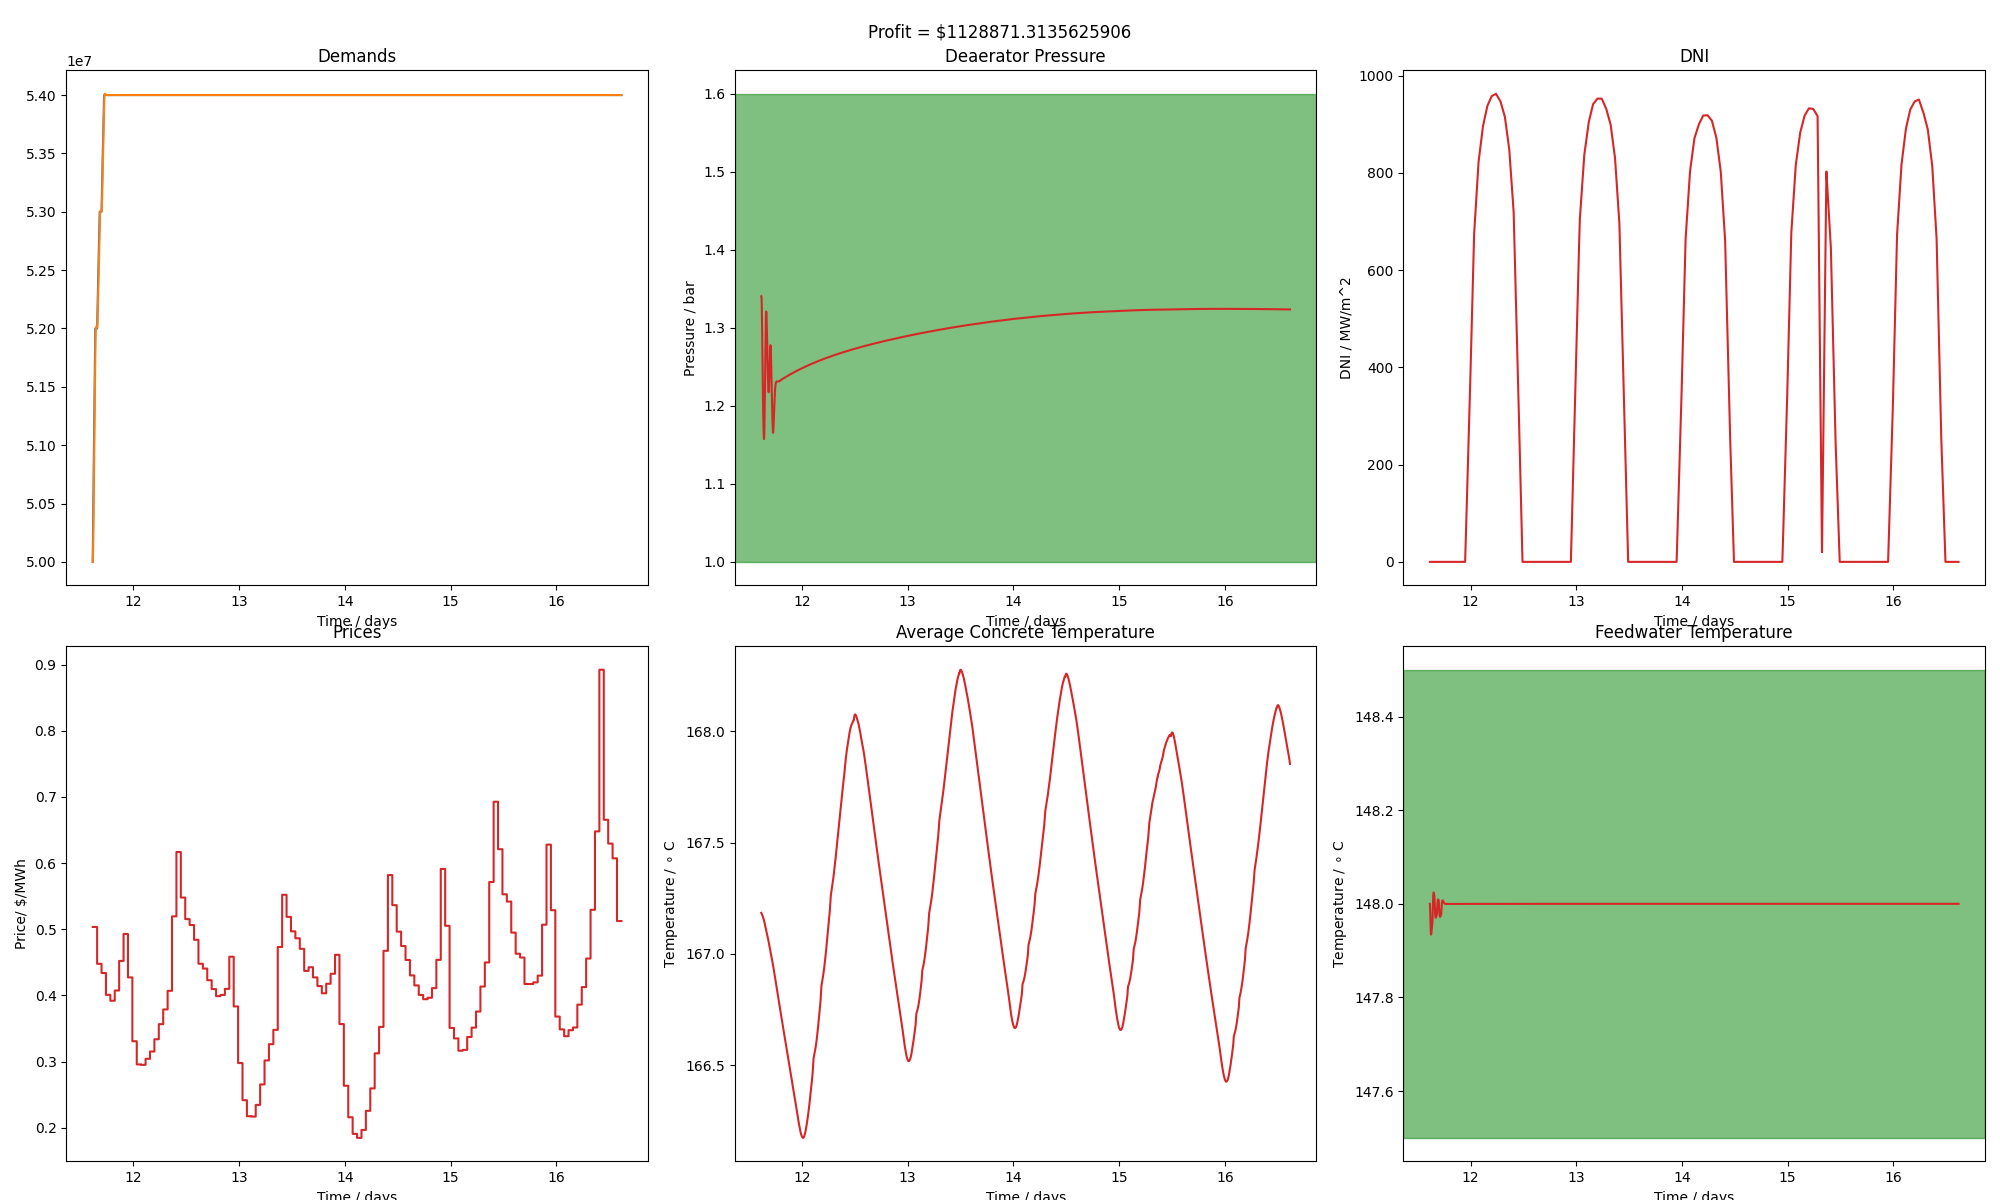 Profit = $1128871.3135625906
Demands
1e7
5.40
5.35
5.30
5.25
5.20
5.15
5.10
5.05
5.00
12 13 14 15 16
Time / days
Deaerator Pressure
Pressure / bar
1.6
1.5
1.4
1.3
1.2
1.1
1.0
12 13 14 15 16
Time / days
DNI
DNI / MW/m^2
1000
800
600
400
200
0
12 13 14 15 16
Time / days
Prices
Price/ $/MWh
0.9
0.8
0.7
0.6
0.5
0.4
0.3
0.2
12 13 14 15 16
Time / days
Average Concrete Temperature
Temperature / ∘ C
168.0
167.5
167.0
166.5
12 13 14 15 16
Time / days
Feedwater Temperature
Temperature / ∘ C
148.4
148.2
148.0
147.8
147.6
12 13 14 15 16
Time / days